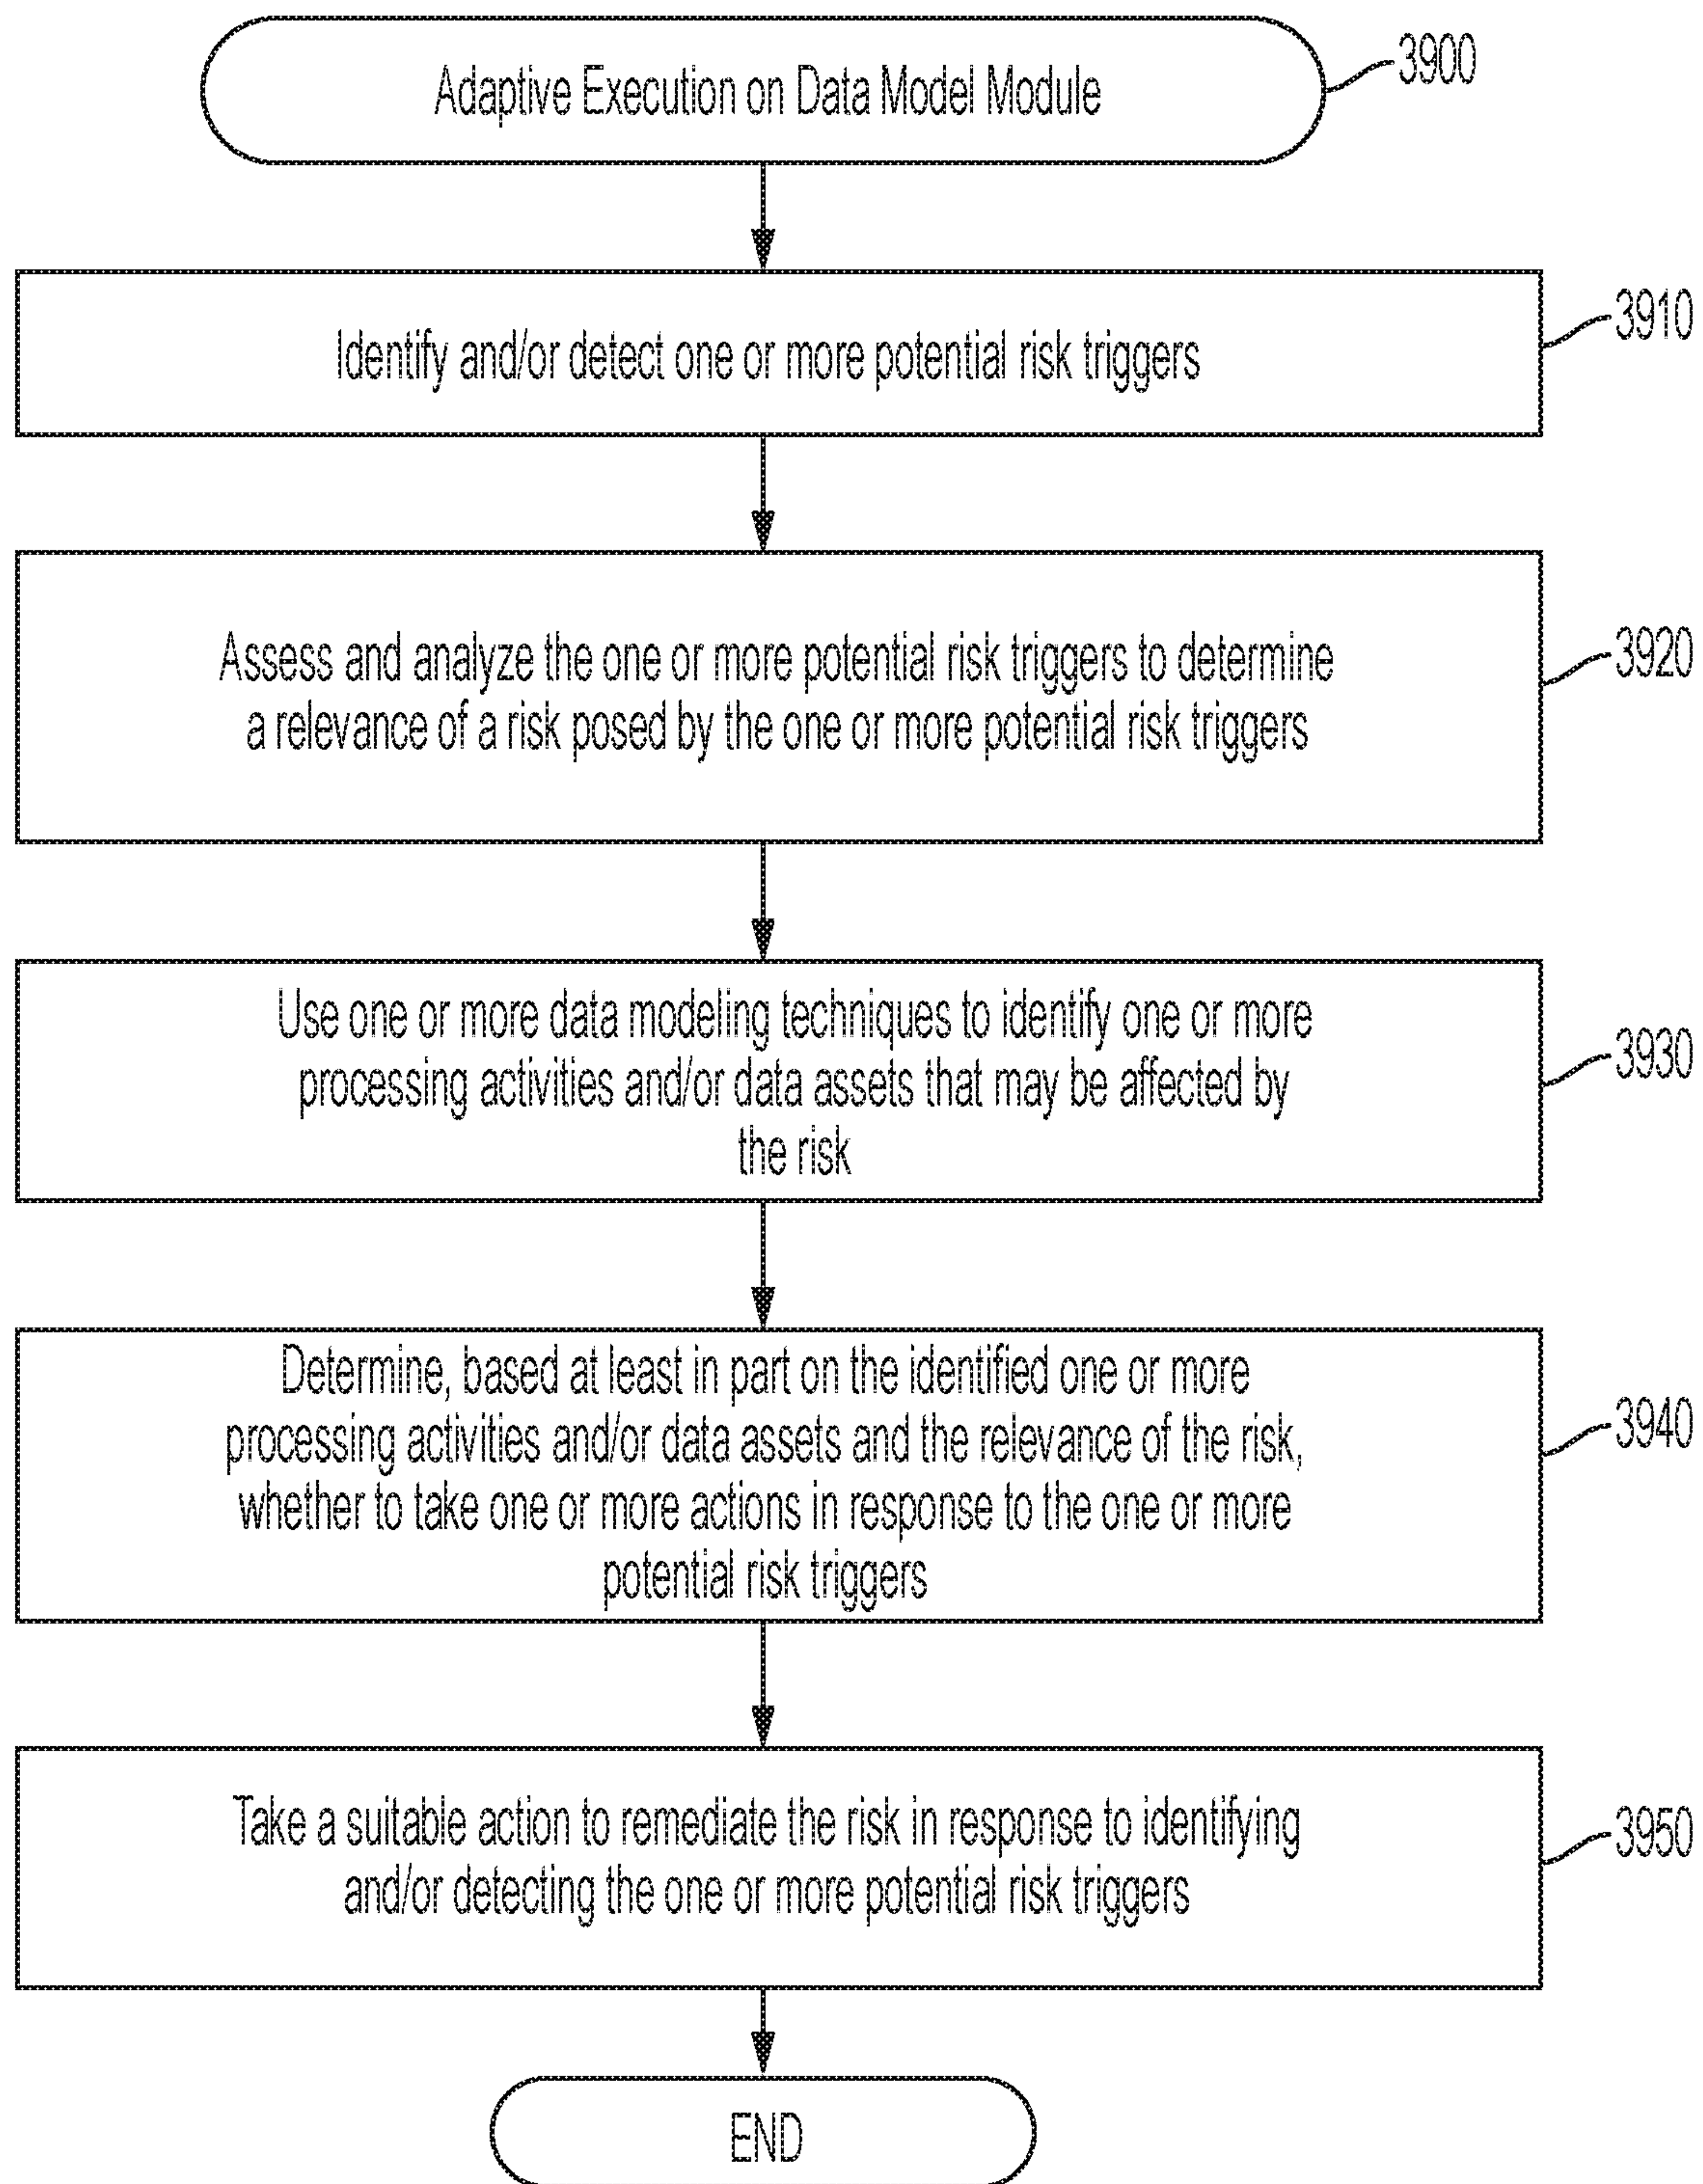 Adaptive Execution on Data Model Module
3900
Identify and/or detect one or more potential risk triggers
3910
Assess and analyze the one or more potential risk triggers to determine
a relevance of a risk posed by the one or more potential risk triggers
3920
Use one or more data modeling techniques to identify one or more
processing activities and/or data assets that may be affected by
the risk
3930
Determine, based at least in part on the identified one or more
processing activities and/or data assets and the relevance of the risk,
whether to take one or more actions in response to the one or more
potential risk triggers
3940
Take a suitable action to remediate the risk in response to identifying
and/or detecting the one or more potential risk triggers
3950
END